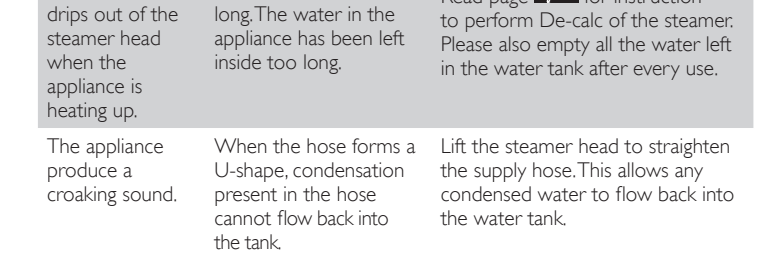 drips out of the
steamer head
when the
appliance is
heating up.
long. The water in the
appliance has been left
inside too long.
Read page for instruction
to perform De-calc of the steamer.
Please also empty all the water left
in the water tank after every use.
The appliance
produce a
croaking sound.
When the hose forms a
U-shape, condensation
present in the hose
cannot flow back into
the tank.
Lift the steamer head to straighten
the supply hose. This allows any
condensed water to flow back into
the water tank.